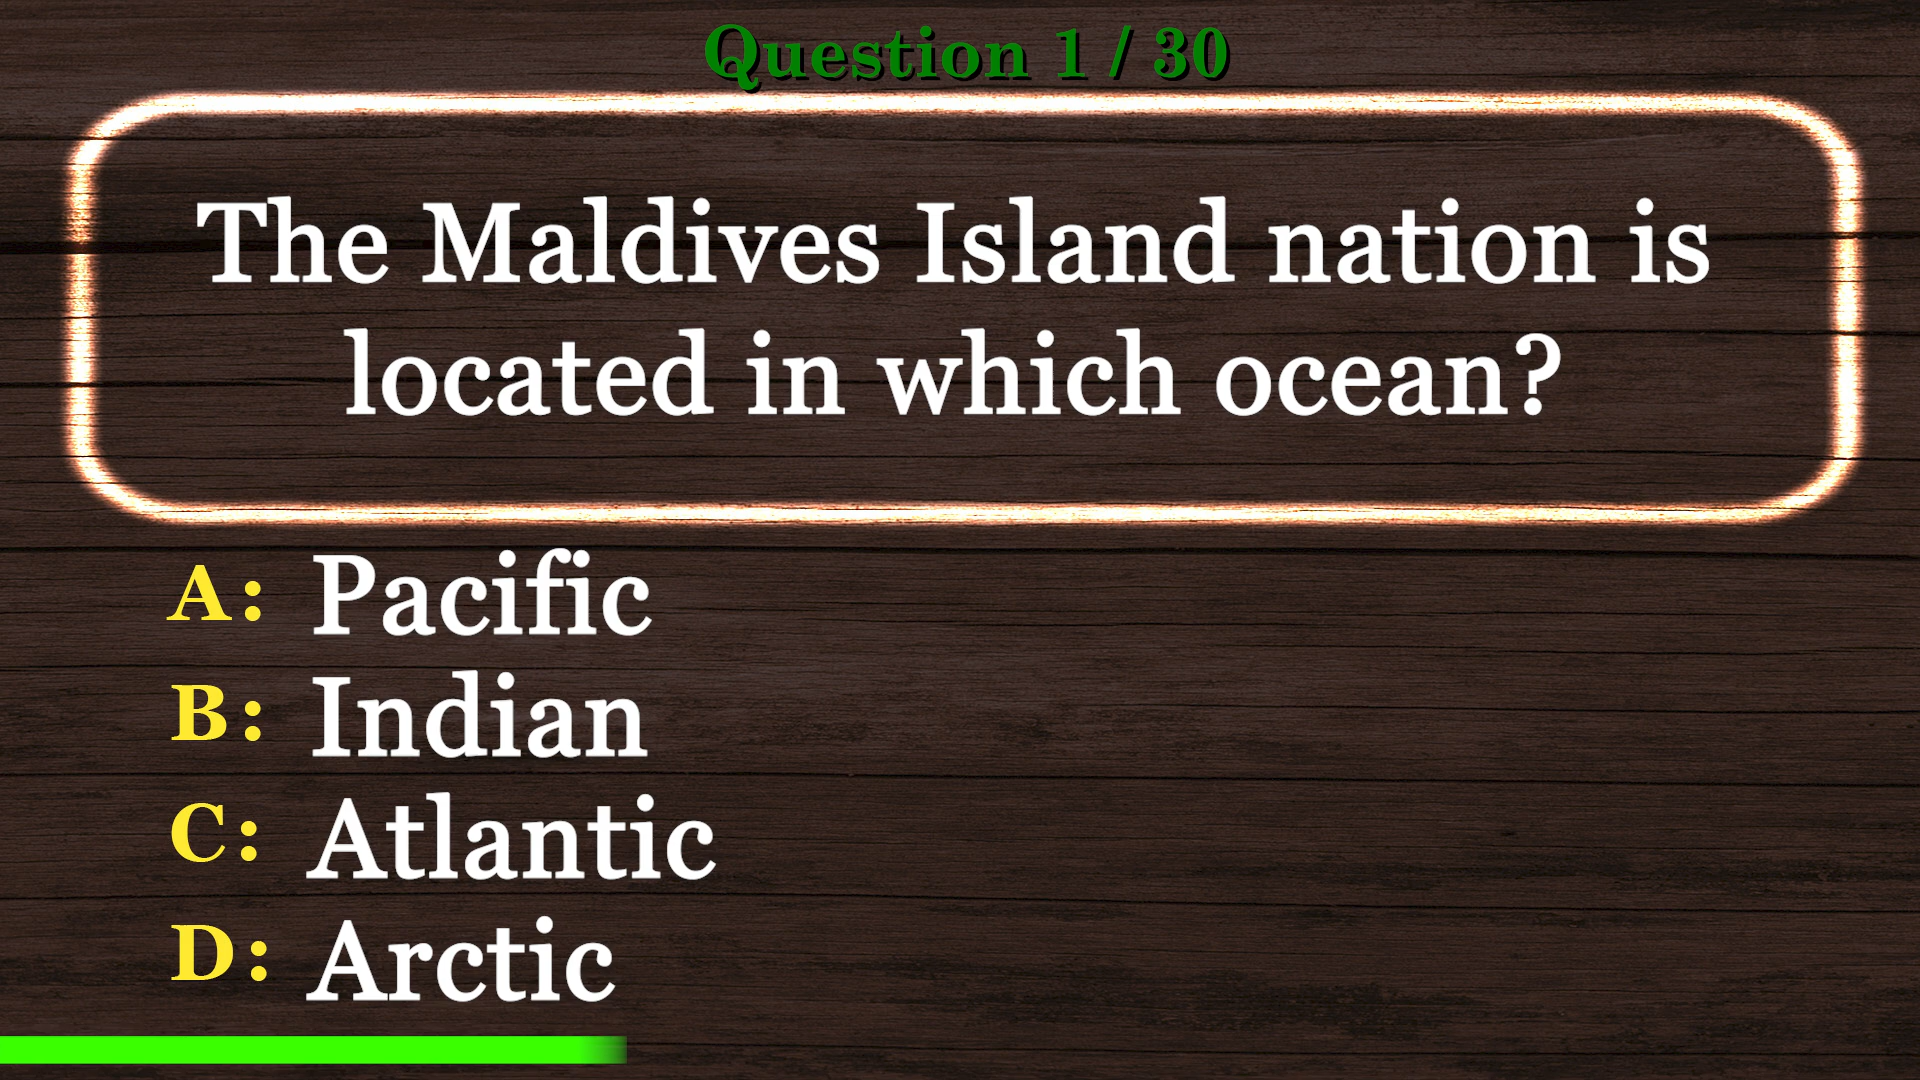 Question 1 / 30
The Maldives Island nation is
located in which ocean?
A: Pacific
B: Indian
C: Atlantic
D: Arctic